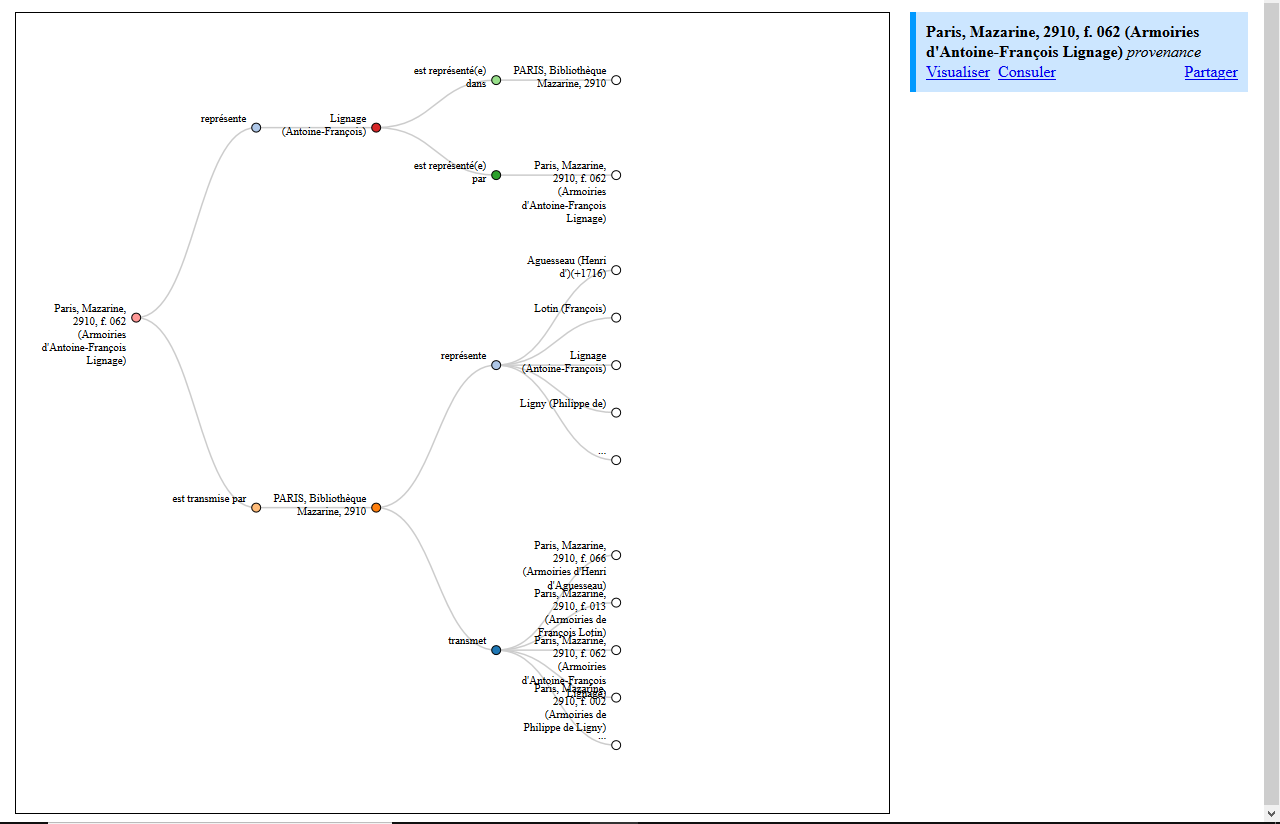 est représenté(e)
dans
PARIS, Bibliothèque
Mazarine, 2910
représente
Lignage
(Antoine-François)
est représenté(e)
par
Paris, Mazarine,
2910, f. 062
(Armoiries
d'Antoine-François
Lignage)
Aguesseau (Henri
d')(+1716)
Lotin (François)
Paris, Mazarine,
2910, f. 062
(Armoiries
d'Antoine-François
Lignage)
représente
Lignage
(Antoine-François)
Ligny (Philippe de)
...
est transmise par
PARIS, Bibliothèque
Mazarine, 2910
Paris, Mazarine,
2910, f. 066
(Armoiries d'Henri
d'Aguesseau)
Paris, Mazarine,
2910, f. 013
(Armoiries de
François Lotin)
transmet
Paris, Mazarine,
2910, f. 062
(Armoiries
d'Antoine-François
Lignage)
Paris, Mazarine,
2910, f. 002
(Armoiries de
Philippe de Ligny)
...
Paris, Mazarine, 2910, f. 062 (Armoiries
d'Antoine-François Lignage) provenance
Visualiser Consuler Partager